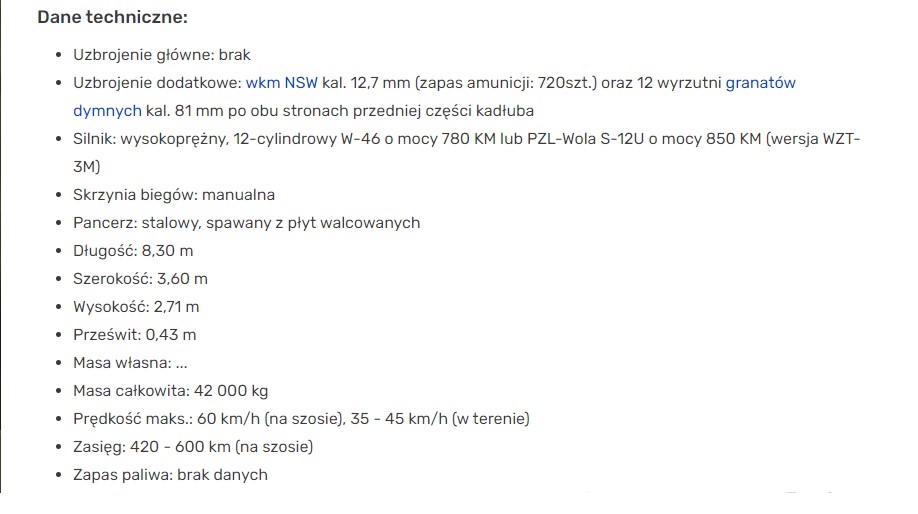 Dane techniczne:
• Uzbrojenie główne: brak
• Uzbrojenie dodatkowe: wkm NSW kal. 12,7 mm (zapas amunicji: 720szt.) oraz 12 wyrzutni granatów
dymnych kal. 81 mm po obu stronach przedniej części kadłuba
• Silnik: wysokoprężny, 12-cylindrowy W-46 o mocy 780 KM lub PZL-Wola S-12U o mocy 850 KM (wersja WZT-
3M)
• Skrzynia biegów: manualna
• Pancerz: stalowy, spawany z płyt walcowanych
• Długość: 8,30 m
• Szerokość: 3,60 m
• Wysokość: 2,71 m
• Prześwit: 0,43 m
• Masa własna: ...
• Masa całkowita: 42 000 kg
• Prędkość maks.: 60 km/h (na szosie), 35 - 45 km/h (w terenie)
• Zasięg: 420 - 600 km (na szosie)
• Zapas paliwa: brak danych